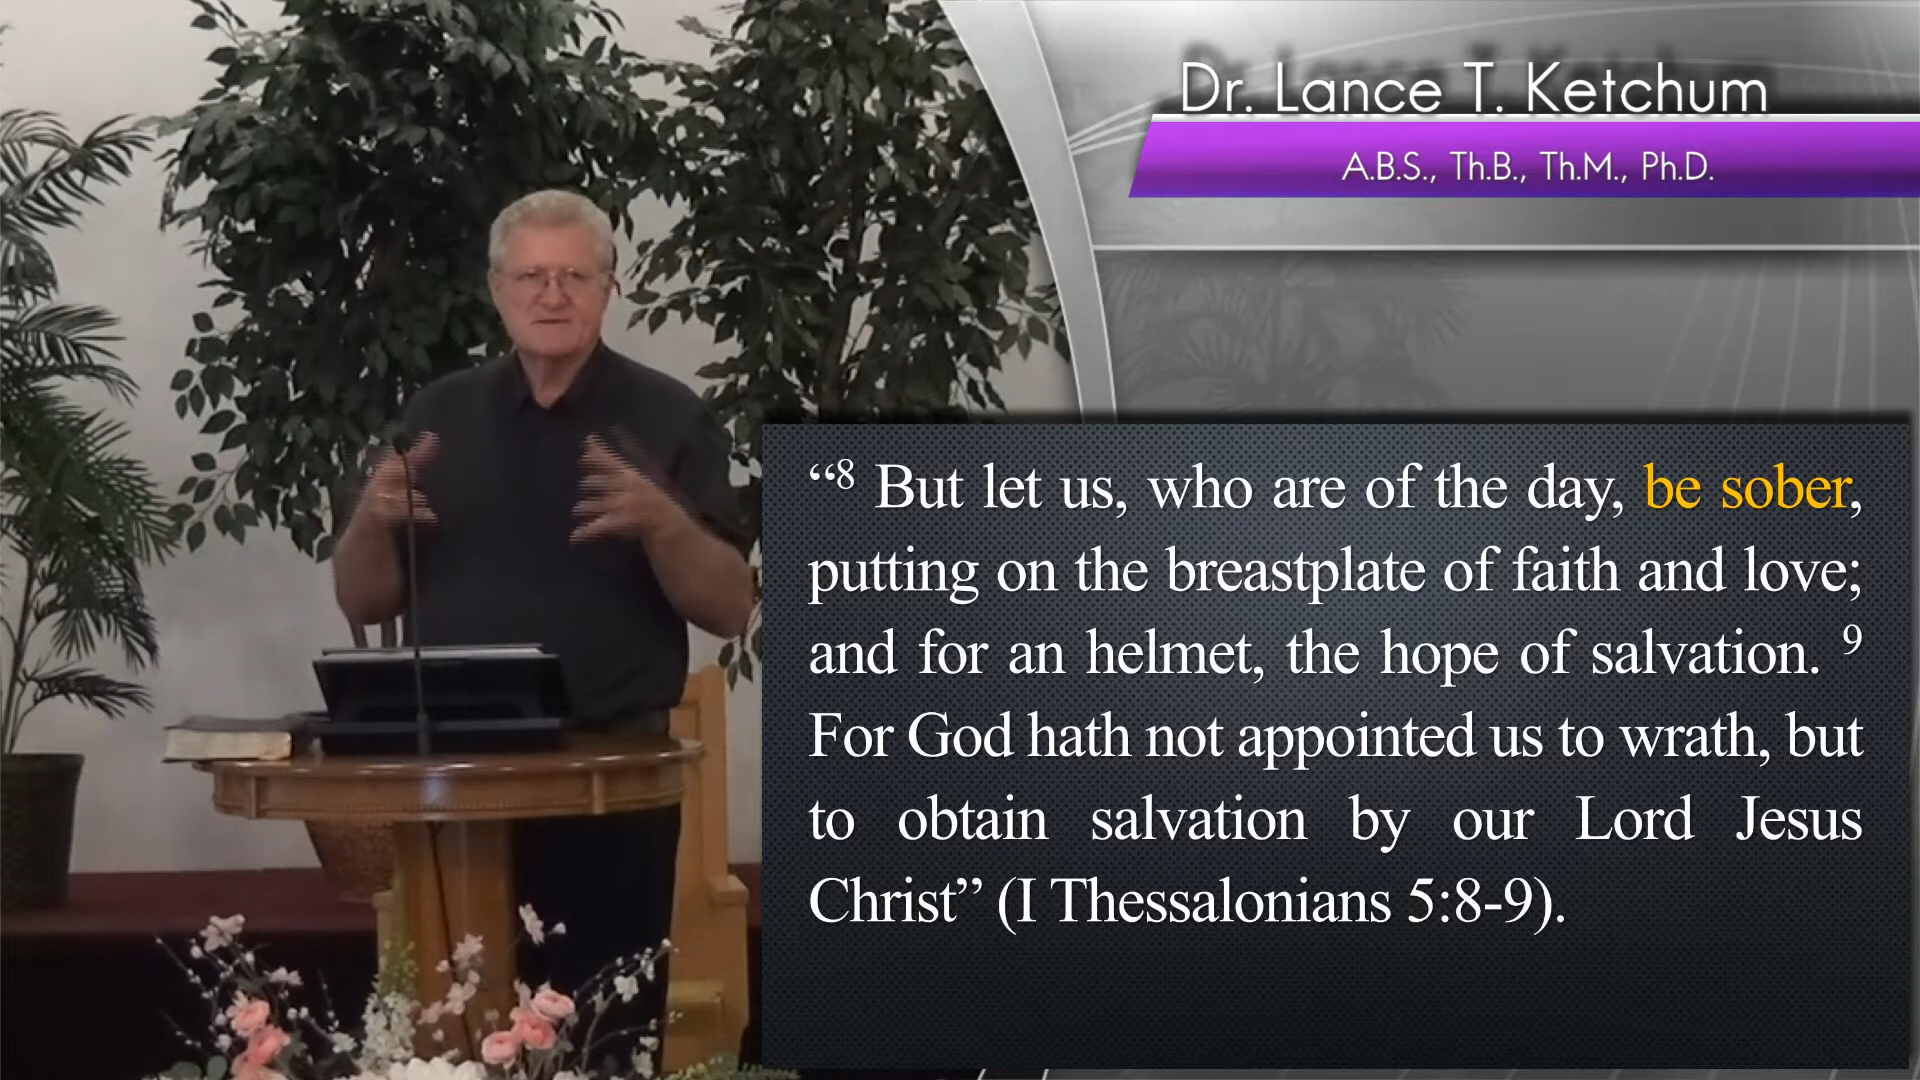 Dr. Lance T. Ketchum
A.B.S., Th.B., Th.M., Ph.D.
“8 But let us, who are of the day, be sober,
putting on the breastplate of faith and love;
and for an helmet, the hope of salvation. 9
For God hath not appointed us to wrath, but
to obtain salvation by our Lord Jesus
Christ” (I Thessalonians 5:8-9).